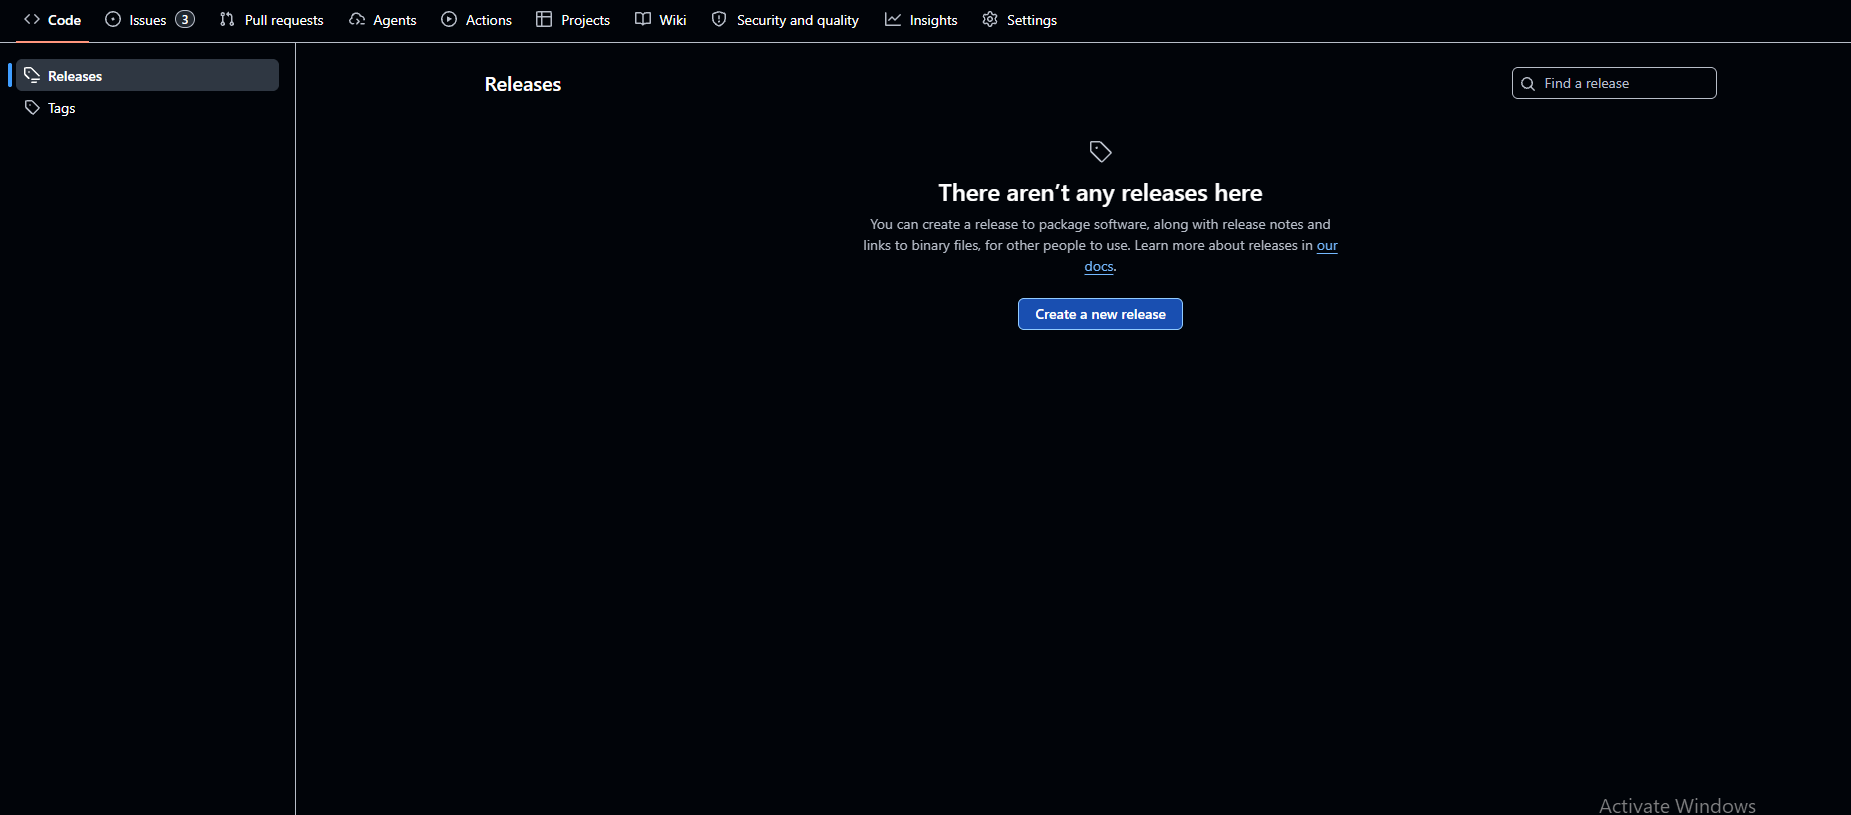 Code Issues 3 Pull requests Agents Actions Projects Wiki Security and quality Insights Settings
Releases
Tags
Releases
Find a release
There aren’t any releases here
You can create a release to package software, along with release notes and
links to binary files, for other people to use. Learn more about releases in our
docs.
Create a new release
Activate Windows